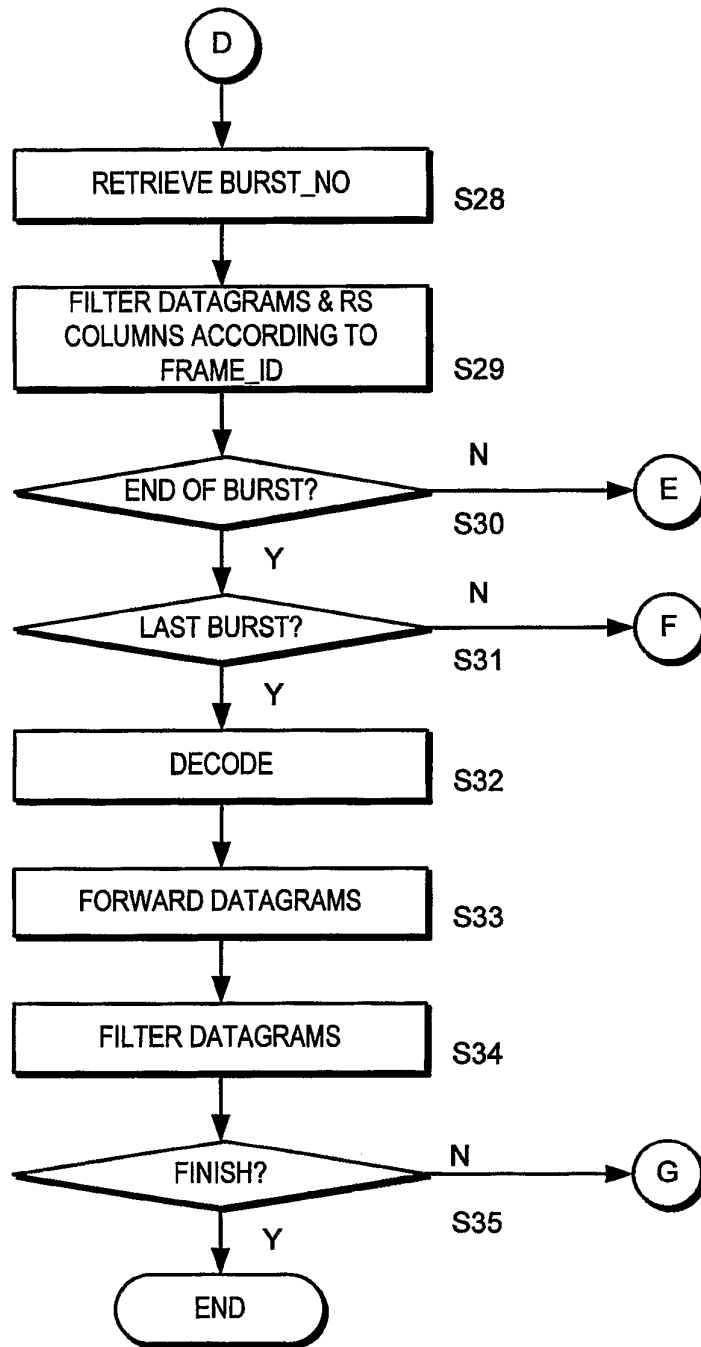 D
RETRIEVE BURST_NO
S28
FILTER DATAGRAMS & RS
COLUMNS ACCORDING TO
FRAME_ID
S29
END OF BURST?
N
E
S30
Y
LAST BURST?
N
F
S31
Y
DECODE
S32
FORWARD DATAGRAMS
S33
FILTER DATAGRAMS
S34
FINISH?
N
G
S35
Y
END